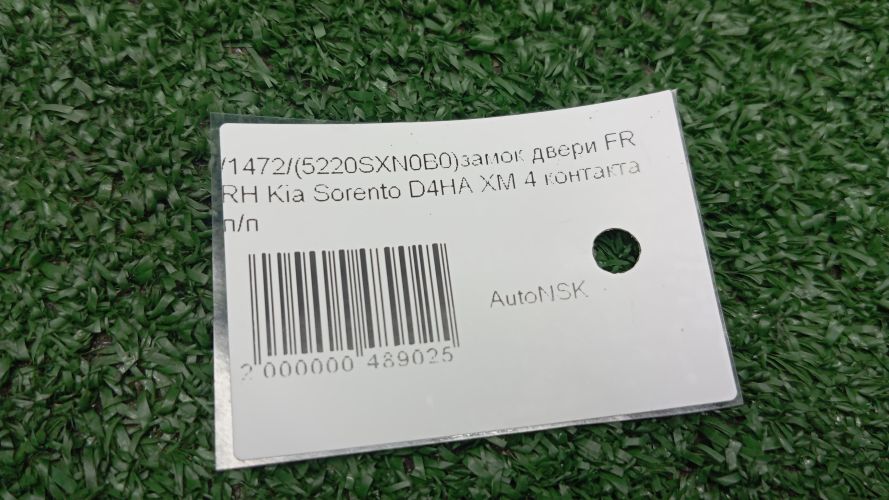 /1472/(5220SXN0B0)замок двери FR
RH Kia Sorento D4HA XM 4 контакта
п/п
AutoNSK
2 000000 489025